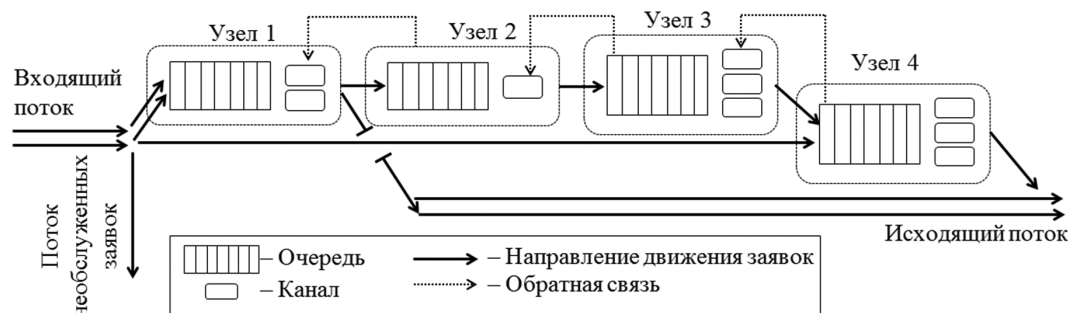 Узел 1
Узел 2
Узел 3
Узел 4
Входящий
поток
Поток
необслуженных
заявок
Исходящий поток
– Очередь
– Канал
– Направление движения заявок
– Обратная связь